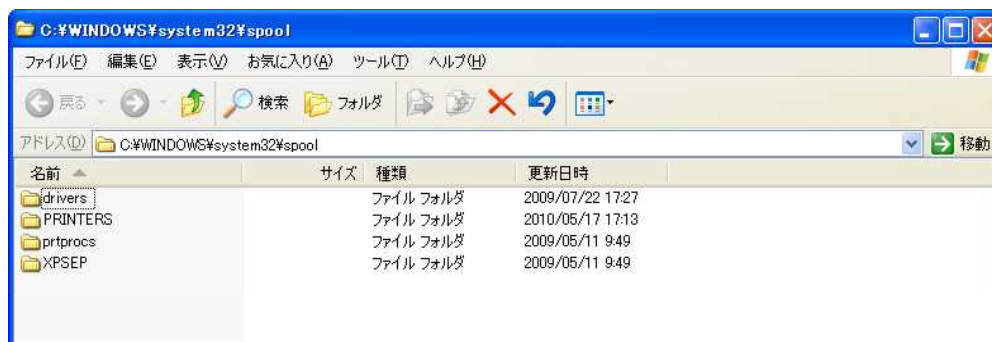 C:¥WINDOWS¥system32¥spool
ファイル(F) 編集(E) 表示(V) お気に入り(A) ツール(T) ヘルプ(H)
戻る 検索 フォルダ
アドレス(D) C:¥WINDOWS¥system32¥spool 移動
名前 サイズ 種類 更新日時
drivers ファイル フォルダ 2009/07/22 17:27
PRINTERS ファイル フォルダ 2010/05/17 17:13
prtprocs ファイル フォルダ 2009/05/11 9:49
XPSEP ファイル フォルダ 2009/05/11 9:49